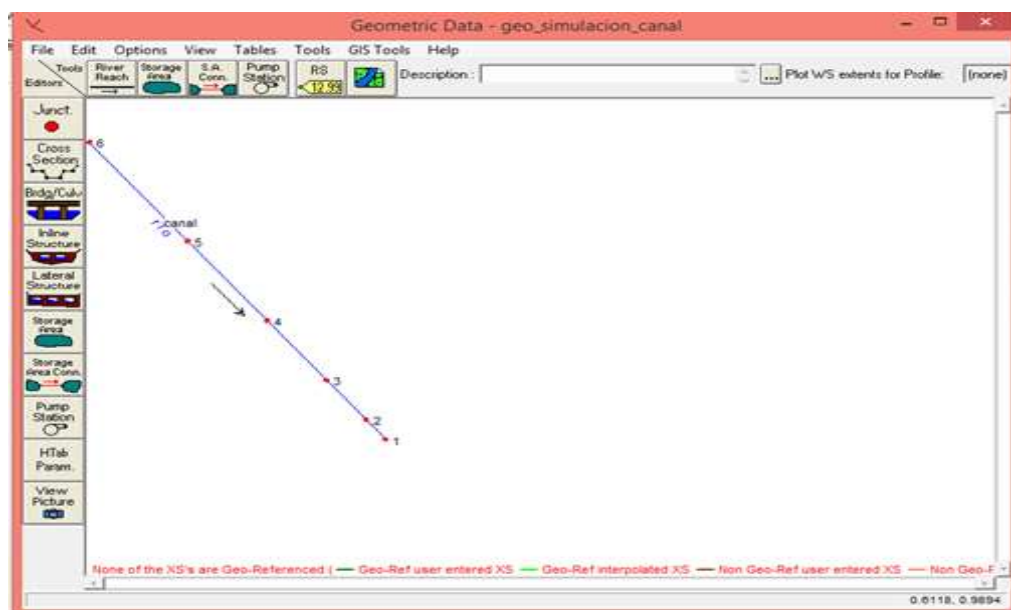 Geometric Data - geo_simulacion_canal
File Edit Options View Tables Tools GIS Tools Help
Tools
Editors
River Reach
Storage Area
S.A. Conn.
Pump Station
RS
12.99
Description :
...
Plot WS extents for Profile:
(none)
Junct.
Cross Section
Brdg/Culv
Inline Structure
Lateral Structure
Storage Area
Storage Area Conn.
Pump Station
HTab Param.
View Picture
6
canal
rio
5
4
3
2
1
None of the XS's are Geo-Referenced ( Geo-Ref user entered XS Geo-Ref interpolated XS Non Geo-Ref user entered XS Non Geo-F
0.6118, 0.9894